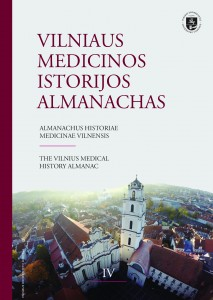 VILNIAUS
MEDICINOS
ISTORIJOS
ALMANACHAS
ALMANACHUS HISTORIAE
MEDICINAE VILNENSIS
THE VILNIUS MEDICAL
HISTORY ALMANAC
IV